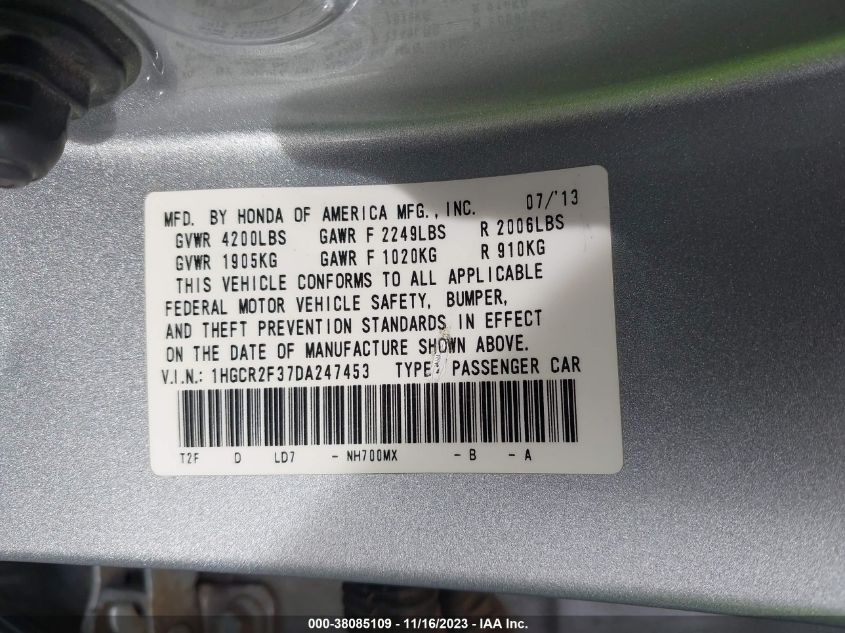 MFD. BY HONDA OF AMERICA MFG., INC. 07/'13
GVWR 4200LBS GAWR F 2249LBS R 2006LBS
GVWR 1905KG GAWR F 1020KG R 910KG
THIS VEHICLE CONFORMS TO ALL APPLICABLE
FEDERAL MOTOR VEHICLE SAFETY, BUMPER,
AND THEFT PREVENTION STANDARDS IN EFFECT
ON THE DATE OF MANUFACTURE SHOWN ABOVE.
V.I.N.: 1HGCR2F37DA247453 TYPE: PASSENGER CAR
T2F D LD7 - NH700MX - B - A
000-38085109 - 11/16/2023 - IAA Inc.